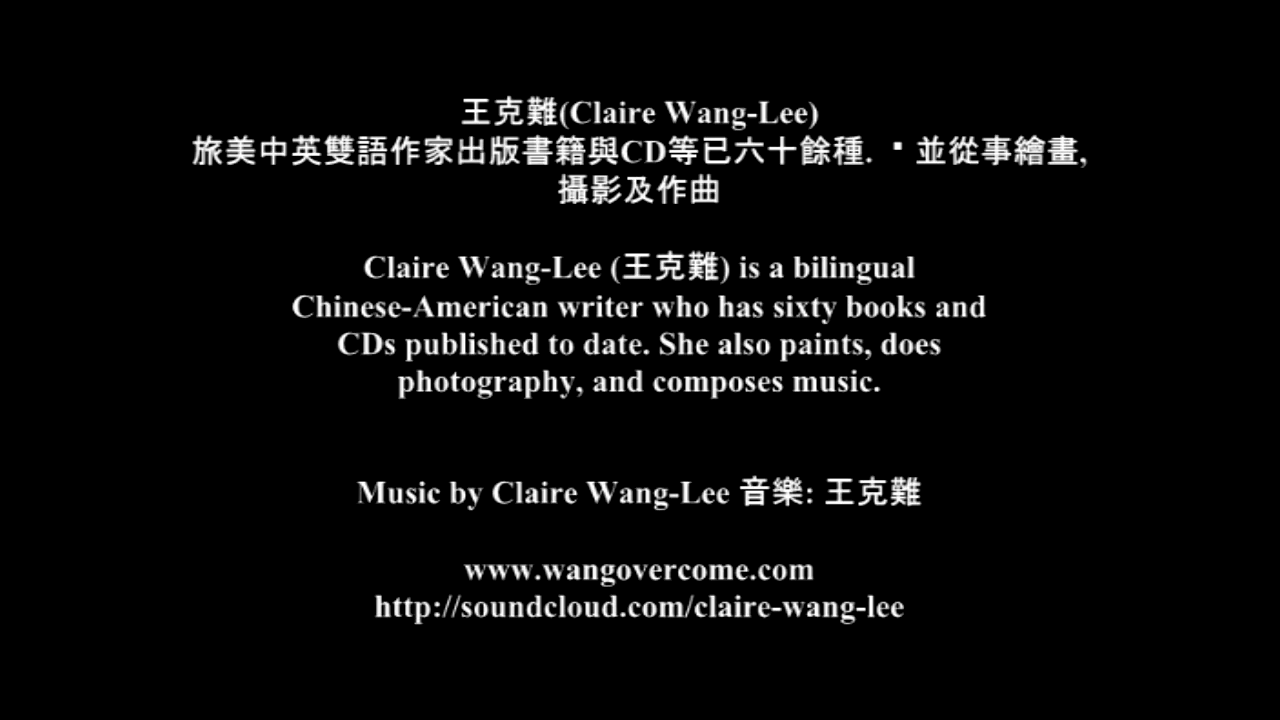 王克難(Claire Wang-Lee)
旅美中英雙語作家出版書籍與CD等已六十餘種. ▪ 並從事繪畫,
攝影及作曲
Claire Wang-Lee (王克難) is a bilingual
Chinese-American writer who has sixty books and
CDs published to date. She also paints, does
photography, and composes music.
Music by Claire Wang-Lee 音樂: 王克難
www.wangovercome.com
http://soundcloud.com/claire-wang-lee